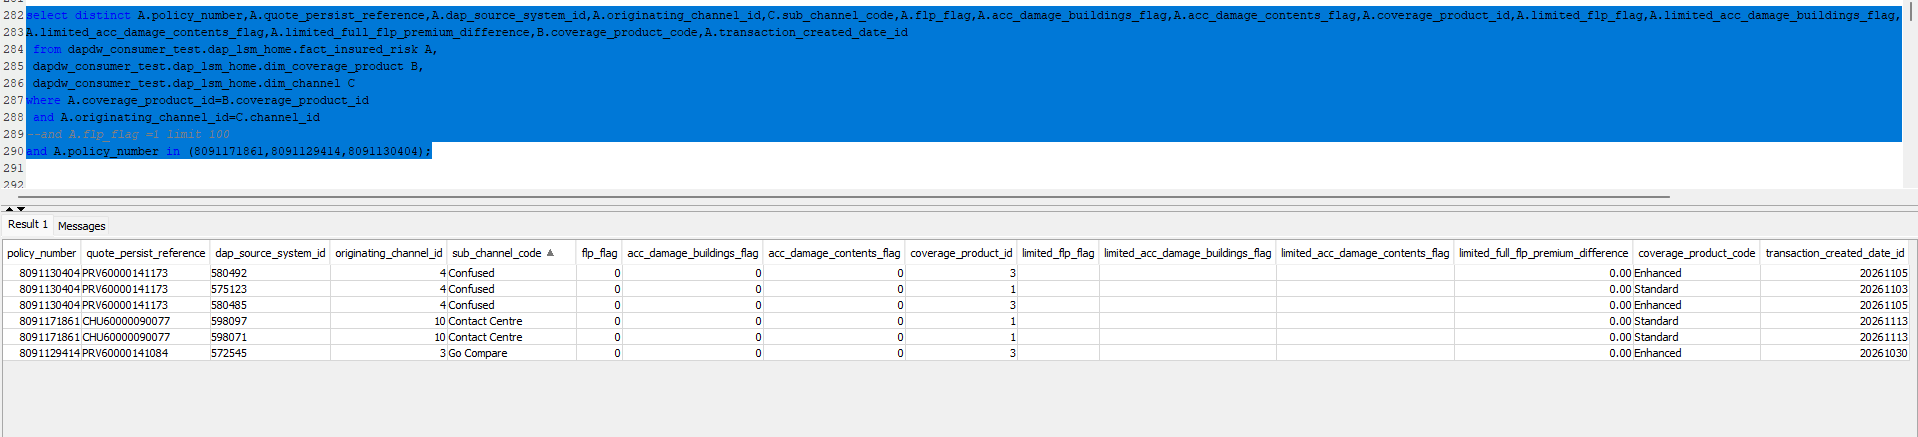 282 select distinct A.policy_number,A.quote_persist_reference,A.dap_source_system_id,A.originating_channel_id,C.sub_channel_code,A.flp_flag,A.acc_damage_buildings_flag,A.acc_damage_contents_flag,A.coverage_product_id,A.limited_flp_flag,A.limited_acc_damage_buildings_flag,
283 A.limited_acc_damage_contents_flag,A.limited_full_flp_premium_difference,B.coverage_product_code,A.transaction_created_date_id
284 from dapdw_consumer_test.dap_lsm_home.fact_insured_risk A,
285 dapdw_consumer_test.dap_lsm_home.dim_coverage_product B,
286 dapdw_consumer_test.dap_lsm_home.dim_channel C
287 where A.coverage_product_id=B.coverage_product_id
288 and A.originating_channel_id=C.channel_id
289 --and A.flp_flag =1 limit 100
290 and A.policy_number in (8091171861,8091129414,8091130404);
291
292
Result 1 Messages
policy_number quote_persist_reference dap_source_system_id originating_channel_id sub_channel_code flp_flag acc_damage_buildings_flag acc_damage_contents_flag coverage_product_id limited_flp_flag limited_acc_damage_buildings_flag limited_acc_damage_contents_flag limited_full_flp_premium_difference coverage_product_code transaction_created_date_id
8091130404 PRV60000141173 580492 4 Confused 0 0 0 3 0.00 Enhanced 20261105
8091130404 PRV60000141173 575123 4 Confused 0 0 0 1 0.00 Standard 20261103
8091130404 PRV60000141173 580485 4 Confused 0 0 0 3 0.00 Enhanced 20261105
8091171861 CHU60000090077 598097 10 Contact Centre 0 0 0 1 0.00 Standard 20261113
8091171861 CHU60000090077 598071 10 Contact Centre 0 0 0 1 0.00 Standard 20261113
8091129414 PRV60000141084 572545 3 Go Compare 0 0 0 3 0.00 Enhanced 20261030